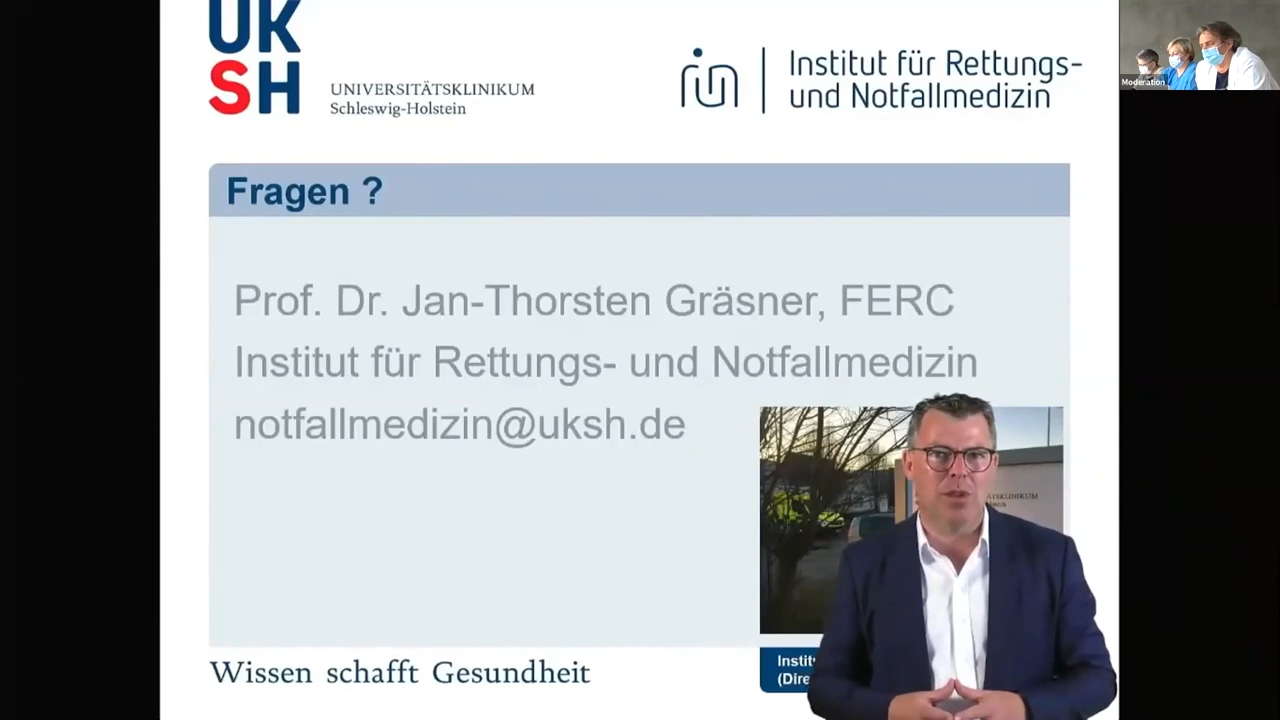 UK
SH
UNIVERSITÄTSKLINIKUM
Schleswig-Holstein
Institut für Rettungs-
und Notfallmedizin
Moderation
Fragen ?
Prof. Dr. Jan-Thorsten Gräsner, FERC
Institut für Rettungs- und Notfallmedizin
notfallmedizin@uksh.de
Wissen schafft Gesundheit